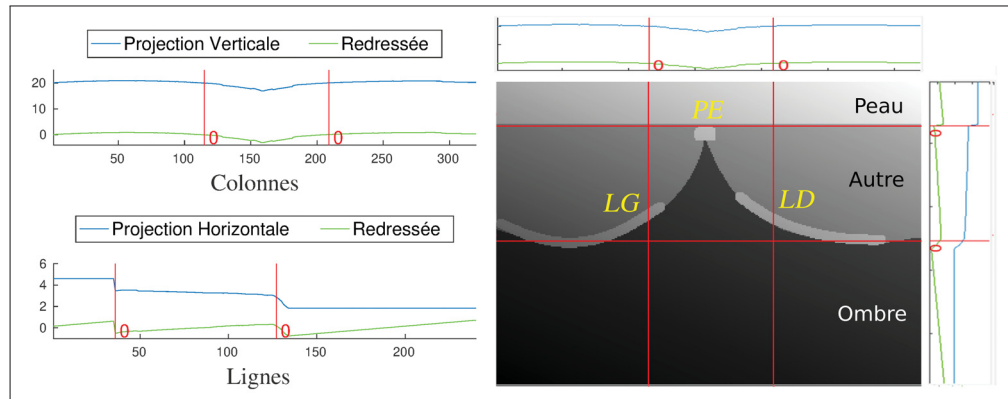 Projection Verticale Redressée
20
0
0 0
50 100 150 200 250 300
Colonnes
Projection Horizontale Redressée
6
4
2
0
0 0
50 100 150 200
Lignes
0 0
PE
LG
LD
Peau
Autre
Ombre
0
0